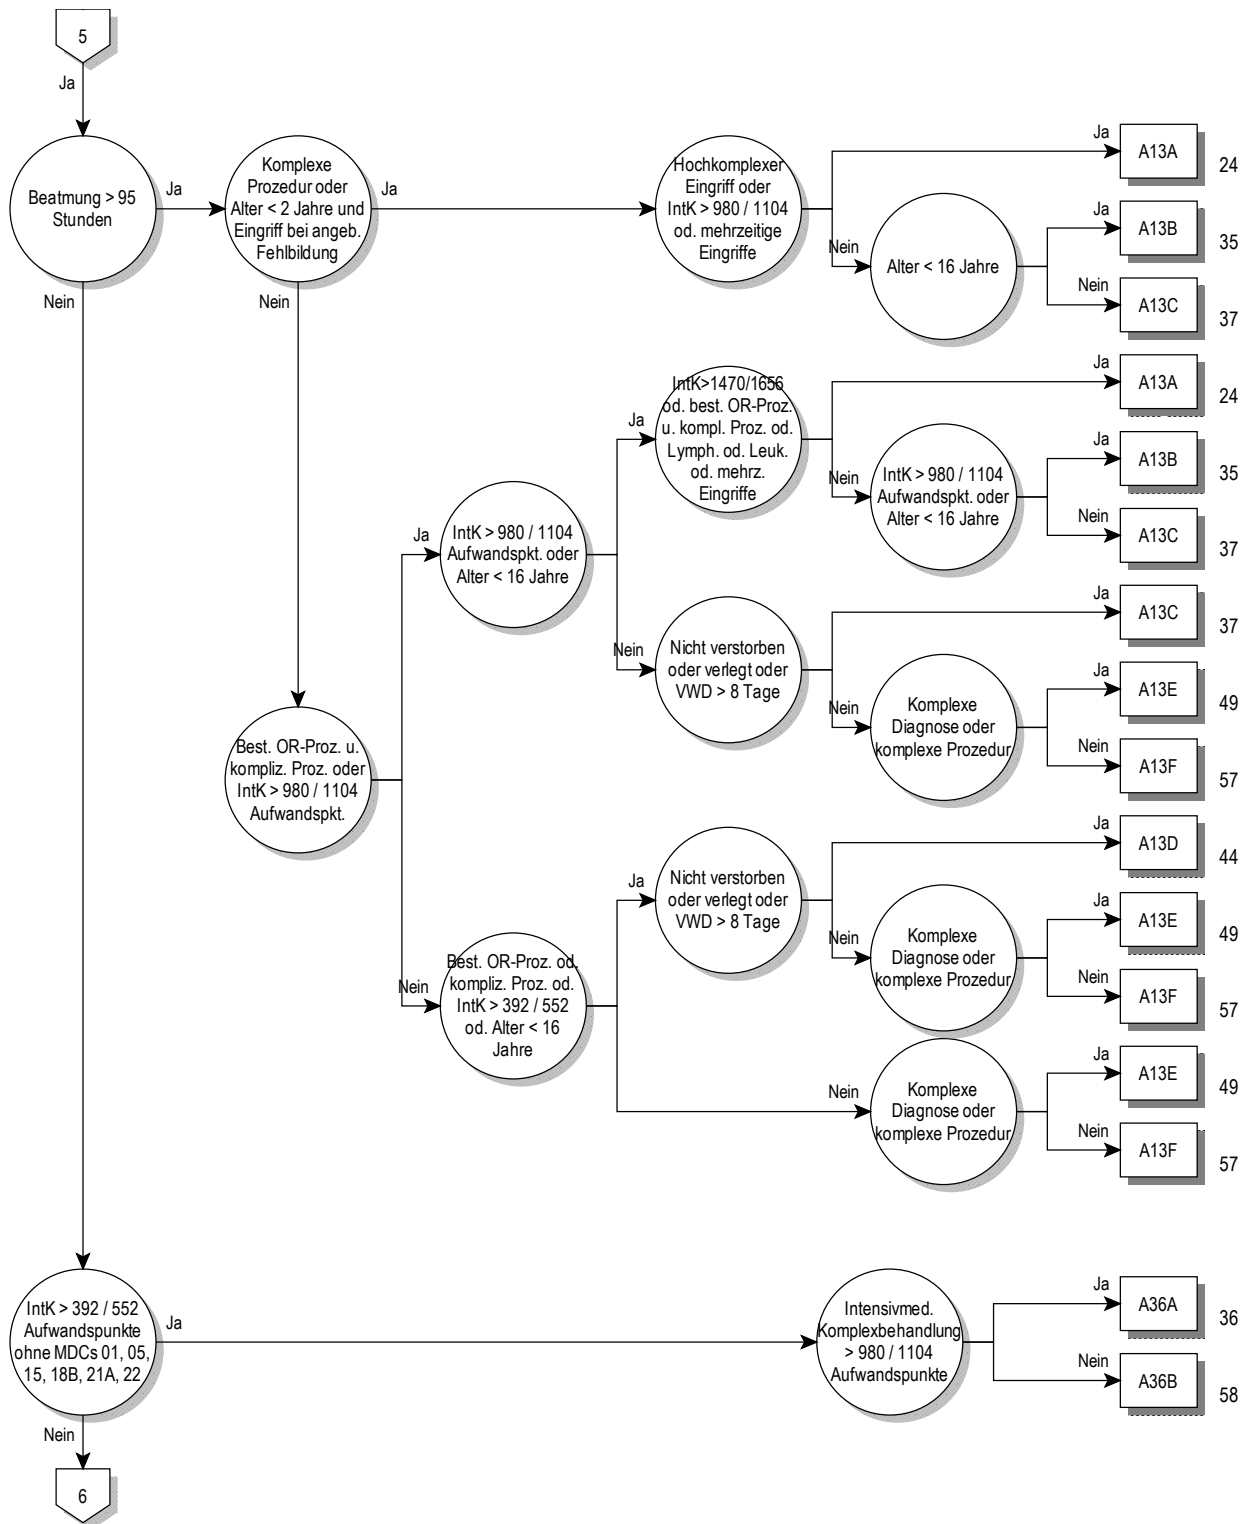 5
Ja
Beatmung > 95
Stunden
Ja
Nein
Komplexe
Prozedur oder
Alter < 2 Jahre und
Eingriff bei angeb.
Fehlbildung
Ja
Nein
Hochkomplexer
Eingriff oder
IntK > 980 / 1104
od. mehrzeitige
Eingriffe
Ja
A13A
24
Nein
Alter < 16 Jahre
Ja
A13B
35
Nein
A13C
37
Best. OR-Proz. u.
kompliz. Proz. oder
IntK > 980 / 1104
Aufwandspkt.
Ja
IntK > 980 / 1104
Aufwandspkt. oder
Alter < 16 Jahre
Ja
IntK>1470/1656
od. best. OR-Proz.
u. kompl. Proz. od.
Lymph. od. Leuk.
od. mehrz.
Eingriffe
Ja
A13A
24
Nein
IntK > 980 / 1104
Aufwandspkt. oder
Alter < 16 Jahre
Ja
A13B
35
Nein
A13C
37
Nein
Nicht verstorben
oder verlegt oder
VWD > 8 Tage
Ja
A13C
37
Nein
Komplexe
Diagnose oder
komplexe Prozedur
Ja
A13E
49
Nein
A13F
57
Nein
Best. OR-Proz. od.
kompliz. Proz. od.
IntK > 392 / 552
od. Alter < 16
Jahre
Ja
Nicht verstorben
oder verlegt oder
VWD > 8 Tage
Ja
A13D
44
Nein
Komplexe
Diagnose oder
komplexe Prozedur
Ja
A13E
49
Nein
A13F
57
Nein
Komplexe
Diagnose oder
komplexe Prozedur
Ja
A13E
49
Nein
A13F
57
IntK > 392 / 552
Aufwandspunkte
ohne MDCs 01, 05,
15, 18B, 21A, 22
Ja
Intensivmed.
Komplexbehandlung
> 980 / 1104
Aufwandspunkte
Ja
A36A
36
Nein
A36B
58
Nein
6